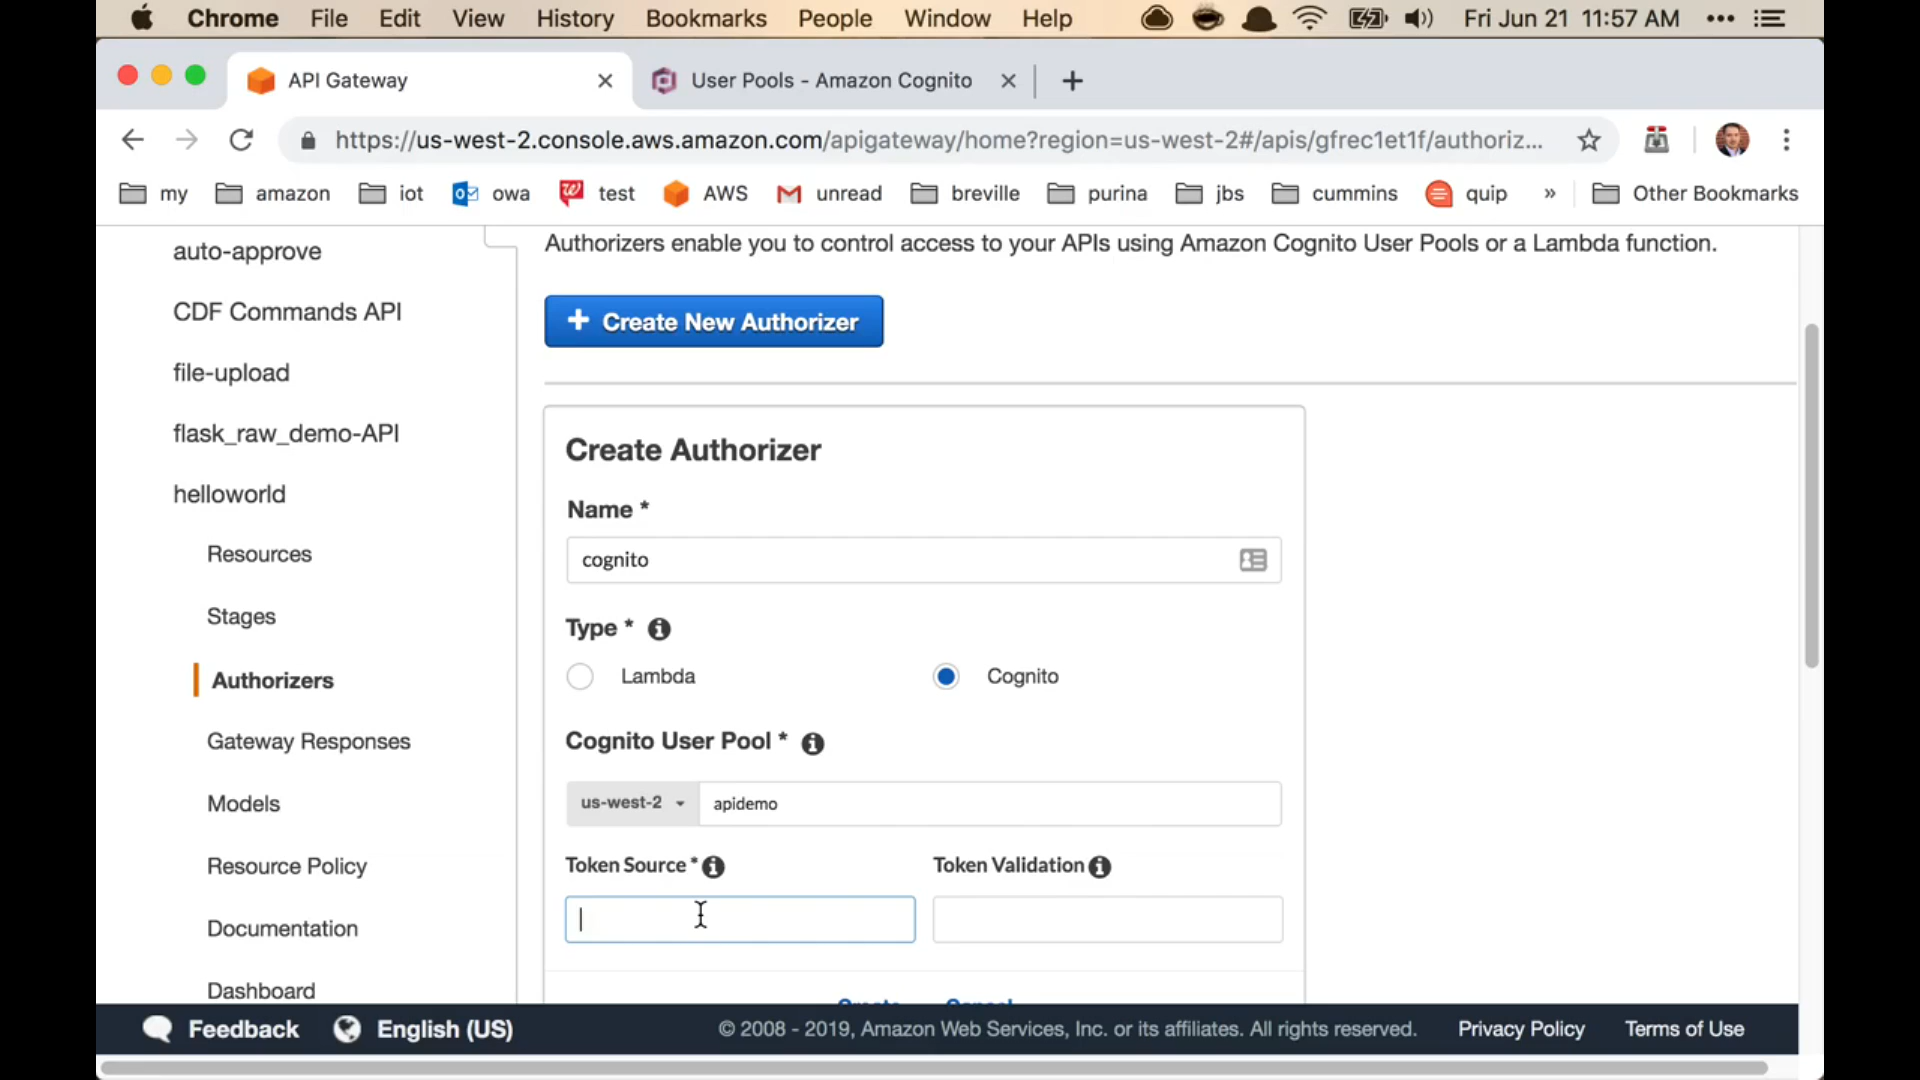 Chrome File Edit View History Bookmarks People Window Help Fri Jun 21 11:57 AM
API Gateway User Pools - Amazon Cognito
https://us-west-2.console.aws.amazon.com/apigateway/home?region=us-west-2#/apis/gfrec1et1f/authoriz...
my amazon iot owa test AWS unread breville purina jbs cummins quip » Other Bookmarks
auto-approve
CDF Commands API
file-upload
flask_raw_demo-API
helloworld
Resources
Stages
Authorizers
Gateway Responses
Models
Resource Policy
Documentation
Dashboard
Authorizers enable you to control access to your APIs using Amazon Cognito User Pools or a Lambda function.
+ Create New Authorizer
Create Authorizer
Name *
cognito
Type *
Lambda Cognito
Cognito User Pool *
us-west-2 apidemo
Token Source * Token Validation
Create Cancel
Feedback English (US) © 2008 - 2019, Amazon Web Services, Inc. or its affiliates. All rights reserved. Privacy Policy Terms of Use